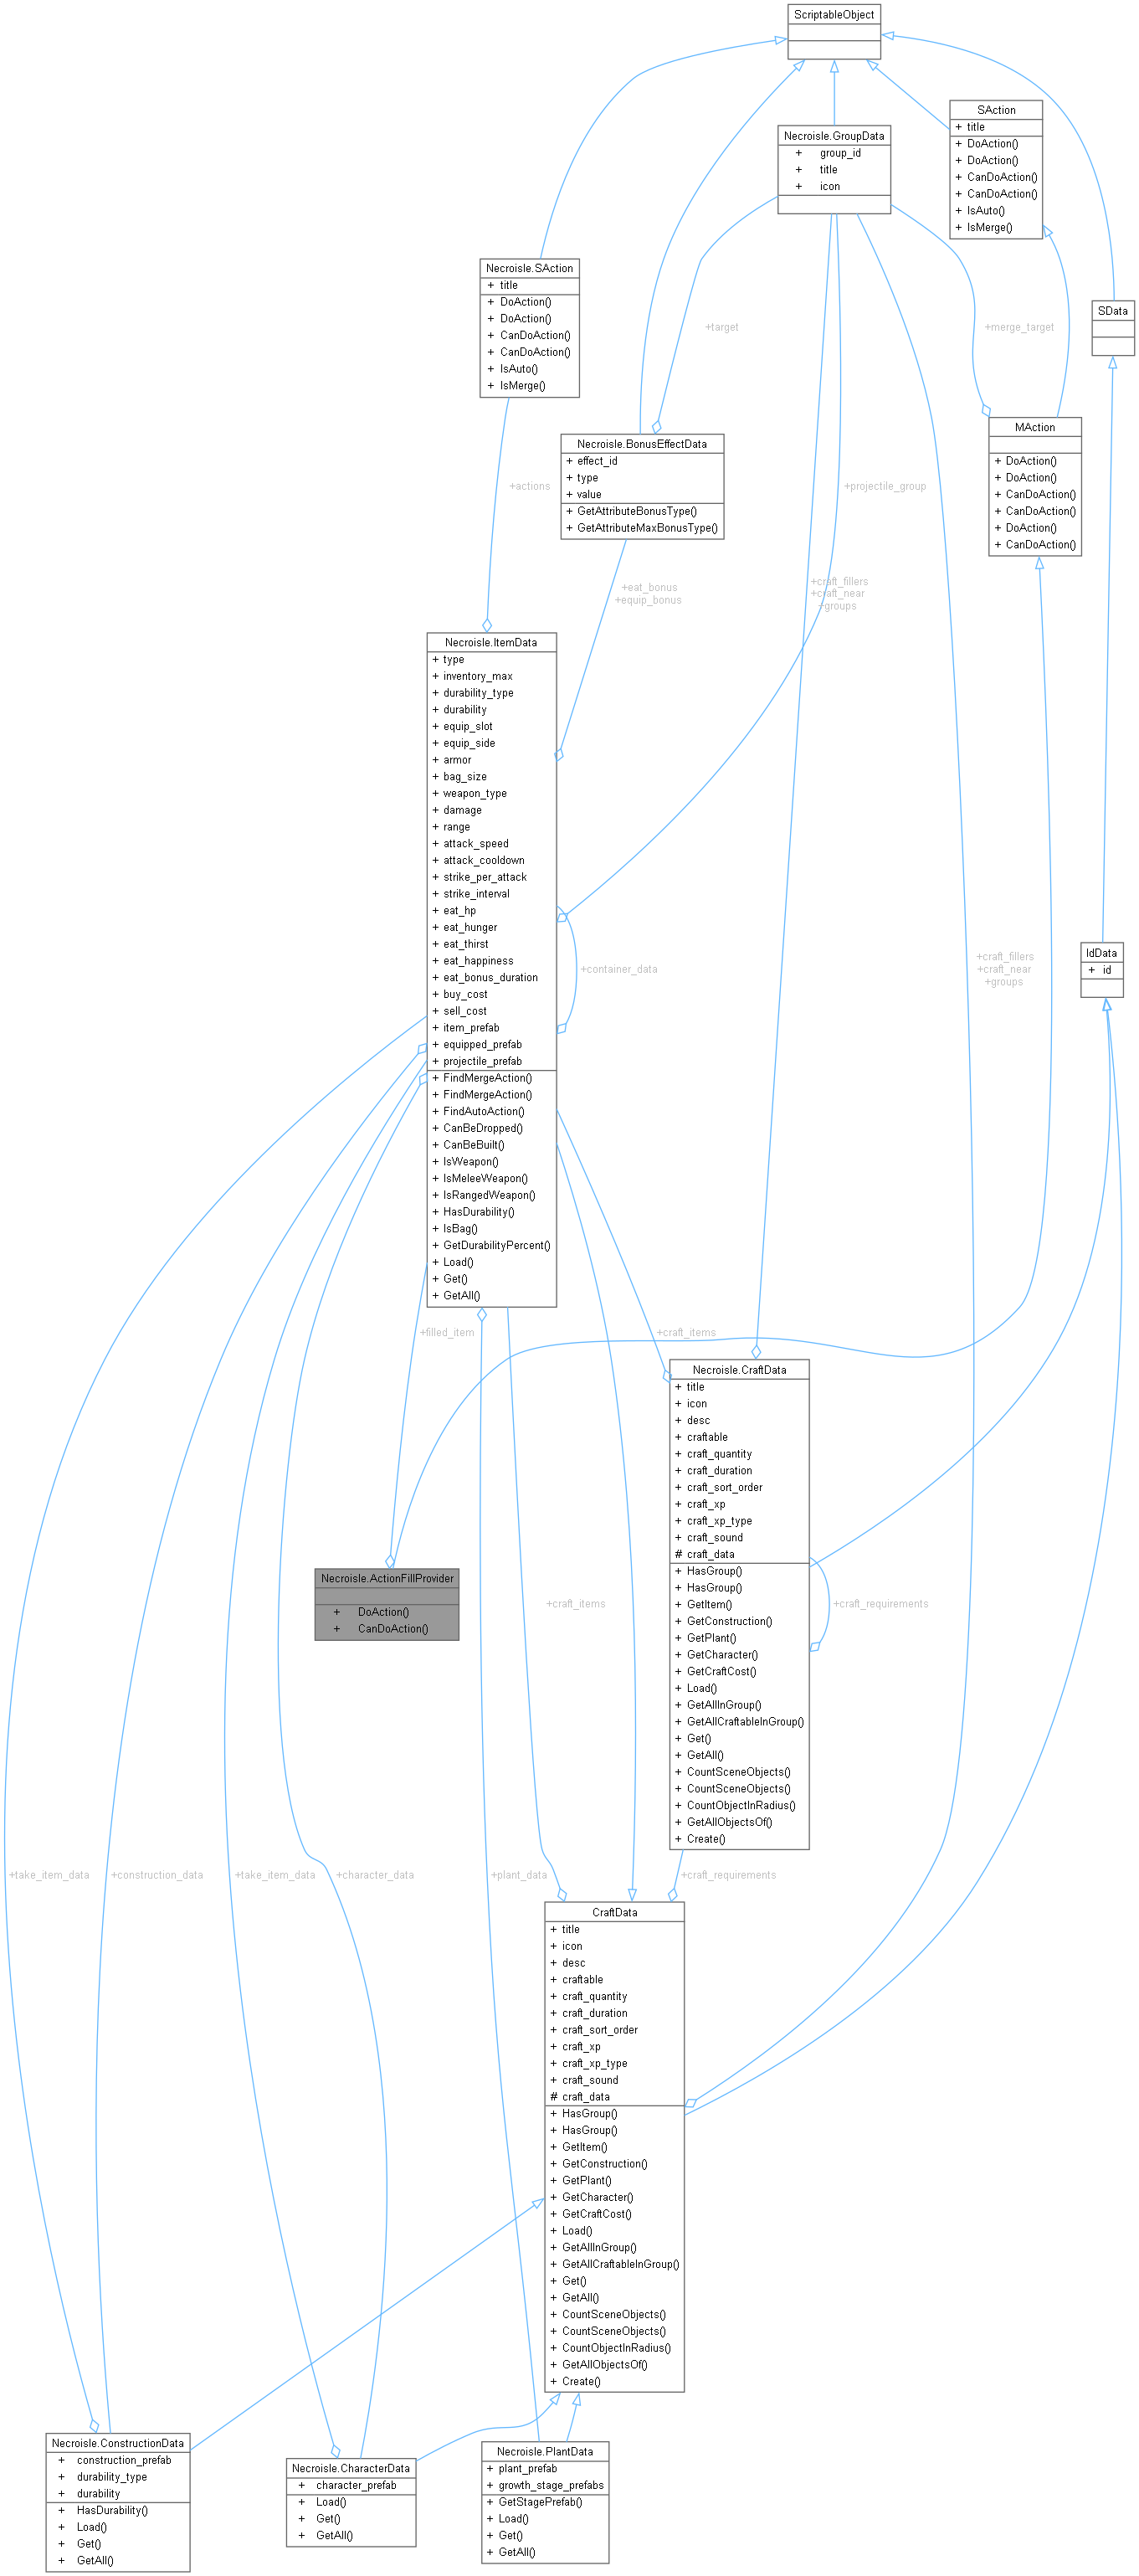 ScriptableObject
SAction
+ title
+ DoAction()
+ DoAction()
+ CanDoAction()
+ CanDoAction()
+ IsAuto()
+ IsMerge()
Necroisle.GroupData
+ group_id
+ title
+ icon
Necroisle.SAction
+ title
+ DoAction()
+ DoAction()
+ CanDoAction()
+ CanDoAction()
+ IsAuto()
+ IsMerge()
SData
+target
+merge_target
MAction
+ DoAction()
+ DoAction()
+ CanDoAction()
+ CanDoAction()
+ DoAction()
+ CanDoAction()
Necroisle.BonusEffectData
+ effect_id
+ type
+ value
+ GetAttributeBonusType()
+ GetAttributeMaxBonusType()
+actions
+projectile_group
+eat_bonus
+equip_bonus
+craft_fillers
+craft_near
+groups
Necroisle.ItemData
+ type
+ inventory_max
+ durability_type
+ durability
+ equip_slot
+ equip_side
+ armor
+ bag_size
+ weapon_type
+ damage
+ range
+ attack_speed
+ attack_cooldown
+ strike_per_attack
+ strike_interval
+ eat_hp
+ eat_hunger
+ eat_thirst
+ eat_happiness
+ eat_bonus_duration
+ buy_cost
+ sell_cost
+ item_prefab
+ equipped_prefab
+ projectile_prefab
+ FindMergeAction()
+ FindMergeAction()
+ FindAutoAction()
+ CanBeDropped()
+ CanBeBuilt()
+ IsWeapon()
+ IsMeleeWeapon()
+ IsRangedWeapon()
+ HasDurability()
+ IsBag()
+ GetDurabilityPercent()
+ Load()
+ Get()
+ GetAll()
+container_data
+craft_fillers
+craft_near
+groups
IdData
+ id
+filled_item
+craft_items
Necroisle.CraftData
+ title
+ icon
+ desc
+ craftable
+ craft_quantity
+ craft_duration
+ craft_sort_order
+ craft_xp
+ craft_xp_type
+ craft_sound
# craft_data
+ HasGroup()
+ HasGroup()
+ GetItem()
+ GetConstruction()
+ GetPlant()
+ GetCharacter()
+ GetCraftCost()
+ Load()
+ GetAllInGroup()
+ GetAllCraftableInGroup()
+ Get()
+ GetAll()
+ CountSceneObjects()
+ CountSceneObjects()
+ CountObjectInRadius()
+ GetAllObjectsOf()
+ Create()
Necroisle.ActionFillProvider
+ DoAction()
+ CanDoAction()
+craft_items
+craft_requirements
+take_item_data
+construction_data
+take_item_data
+character_data
+plant_data
+craft_requirements
CraftData
+ title
+ icon
+ desc
+ craftable
+ craft_quantity
+ craft_duration
+ craft_sort_order
+ craft_xp
+ craft_xp_type
+ craft_sound
# craft_data
+ HasGroup()
+ HasGroup()
+ GetItem()
+ GetConstruction()
+ GetPlant()
+ GetCharacter()
+ GetCraftCost()
+ Load()
+ GetAllInGroup()
+ GetAllCraftableInGroup()
+ Get()
+ GetAll()
+ CountSceneObjects()
+ CountSceneObjects()
+ CountObjectInRadius()
+ GetAllObjectsOf()
+ Create()
Necroisle.ConstructionData
+ construction_prefab
+ durability_type
+ durability
+ HasDurability()
+ Load()
+ Get()
+ GetAll()
Necroisle.CharacterData
+ character_prefab
+ Load()
+ Get()
+ GetAll()
Necroisle.PlantData
+ plant_prefab
+ growth_stage_prefabs
+ GetStagePrefab()
+ Load()
+ Get()
+ GetAll()